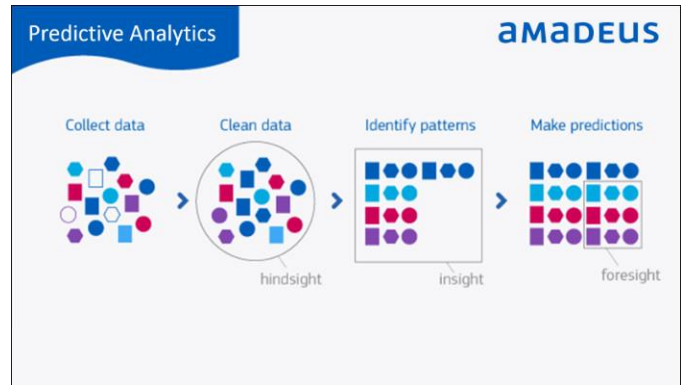 Predictive Analytics
amadeus
Collect data
Clean data
Identify patterns
Make predictions
hindsight
insight
foresight